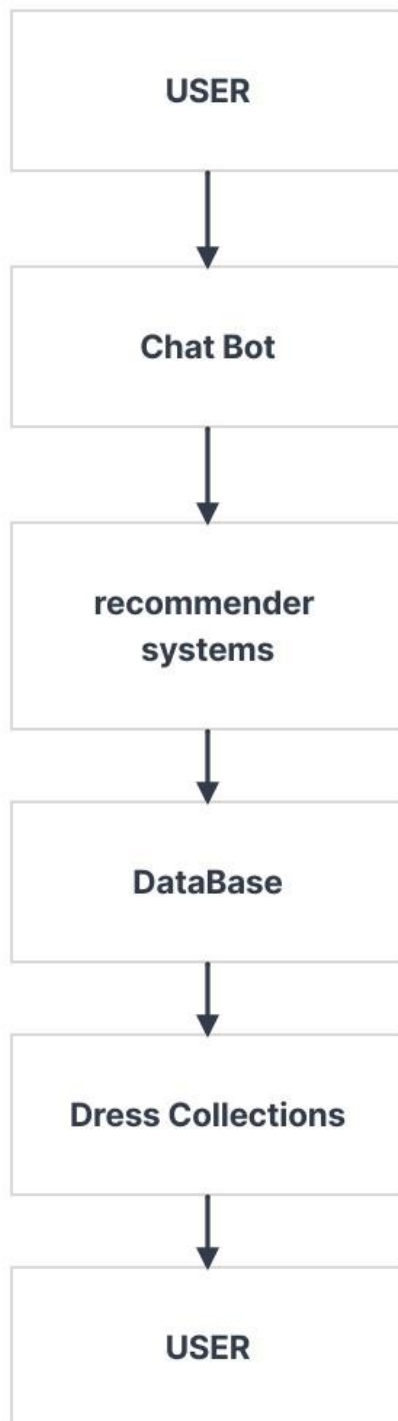 USER
Chat Bot
recommender
systems
DataBase
Dress Collections
USER